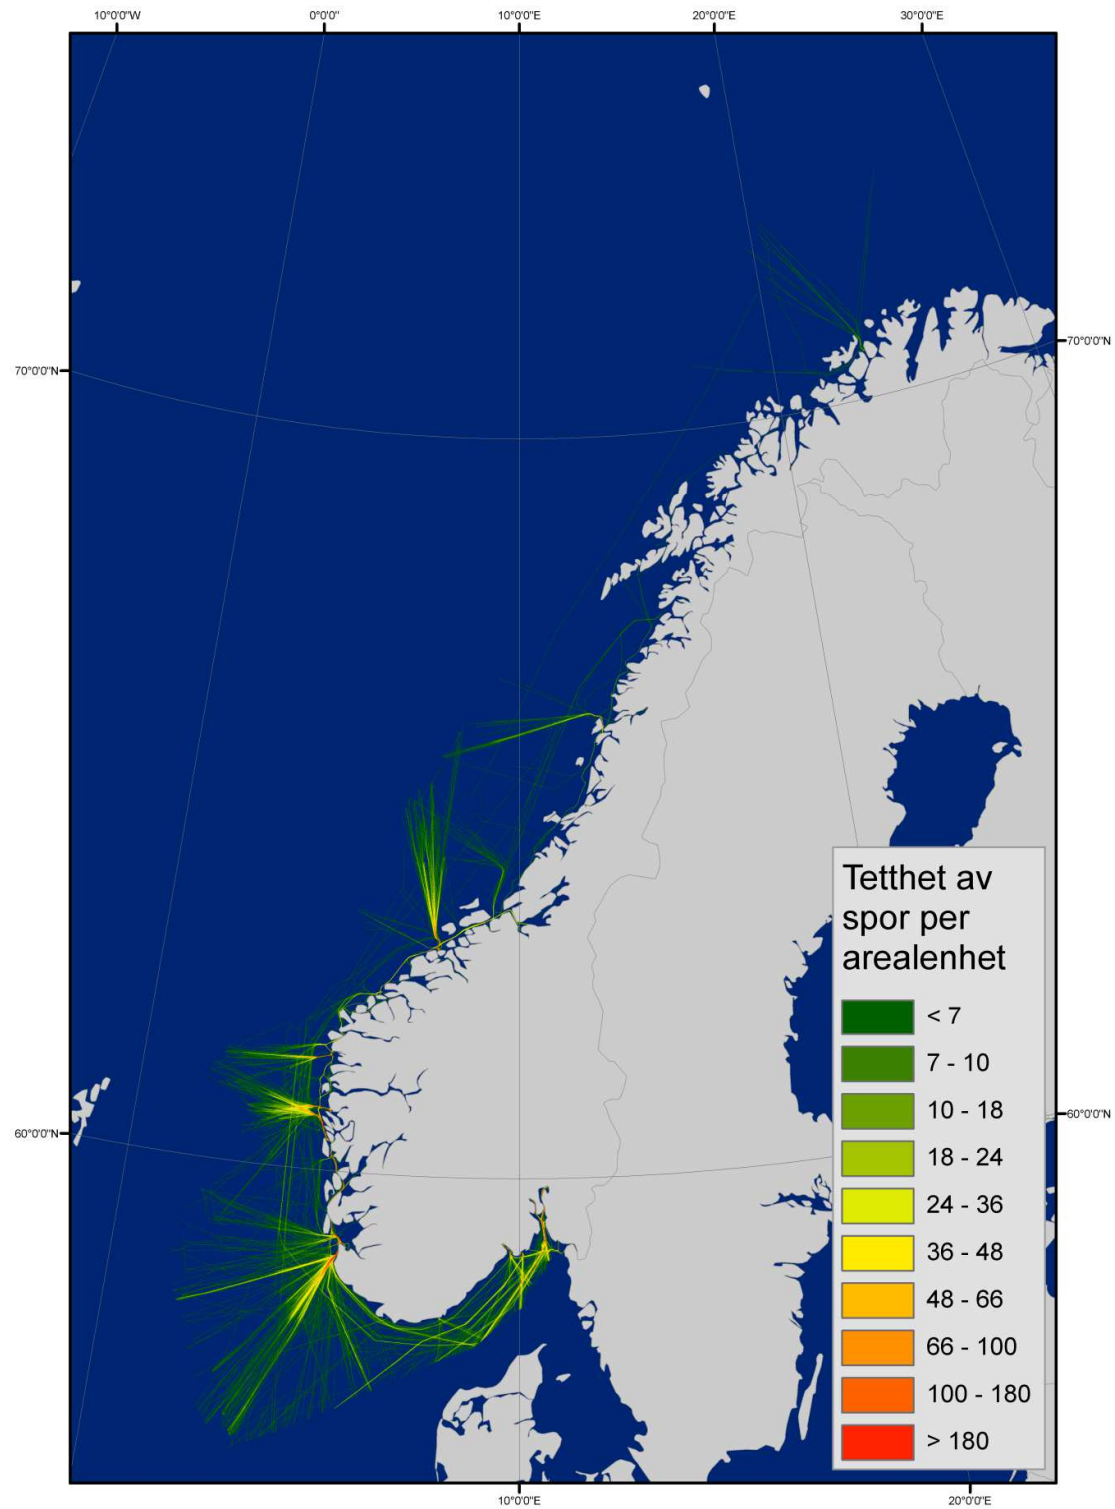 10°0'0"W
0°0'0"
10°0'0"E
20°0'0"E
30°0'0"E
70°0'0"N
70°0'0"N
60°0'0"N
60°0'0"N
Tetthet av
spor per
arealenhet
< 7
7 - 10
10 - 18
18 - 24
24 - 36
36 - 48
48 - 66
66 - 100
100 - 180
> 180
10°0'0"E
20°0'0"E